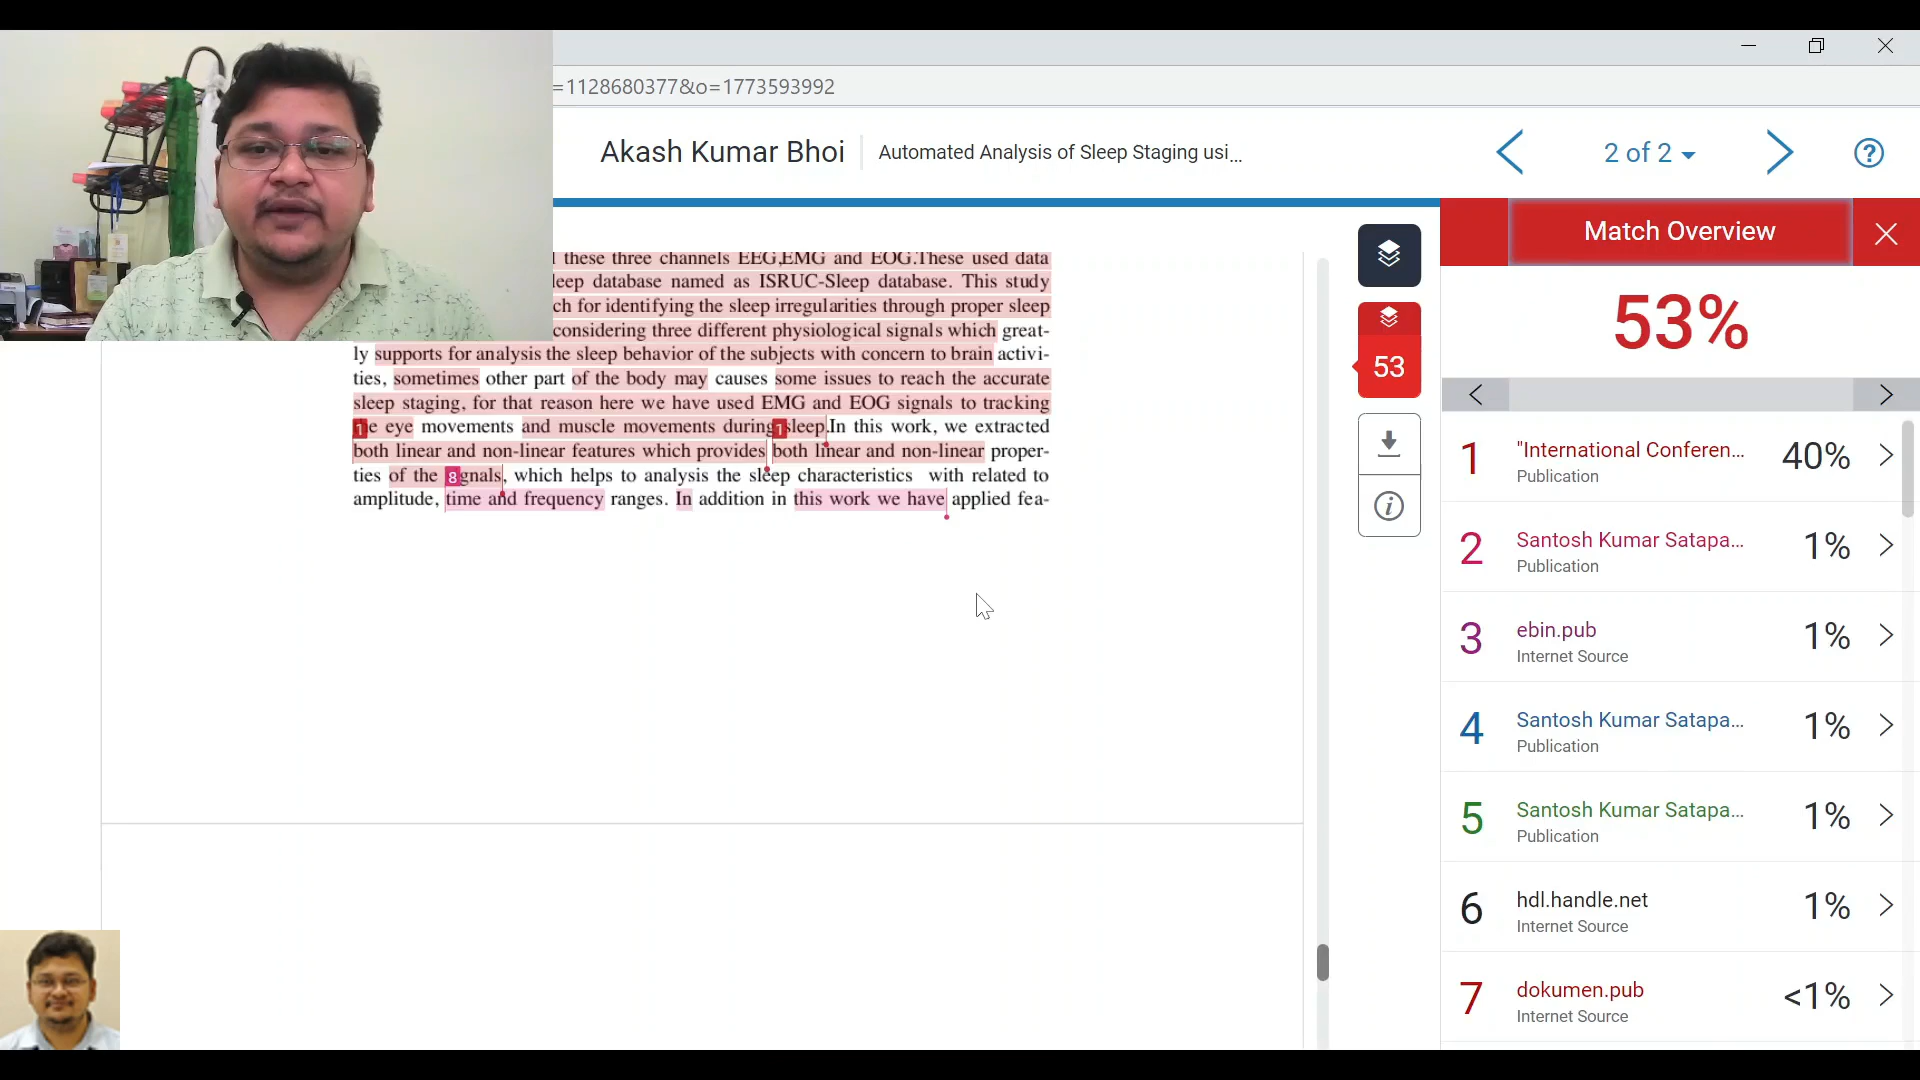 =1128680377&o=1773593992
Akash Kumar Bhoi
Automated Analysis of Sleep Staging usi...
2 of 2
these three channels EEG,EMG and EOG.These used data
leep database named as ISRUC-Sleep database. This study
ch for identifying the sleep irregularities through proper sleep
considering three different physiological signals which great-
ly supports for analysis the sleep behavior of the subjects with concern to brain activi-
ties, sometimes other part of the body may causes some issues to reach the accurate
sleep staging, for that reason here we have used EMG and EOG signals to tracking
1 he eye movements and muscle movements during 1 sleep.In this work, we extracted
both linear and non-linear features which provides both linear and non-linear proper-
ties of the 8 gnals, which helps to analysis the sleep characteristics with related to
amplitude, time and frequency ranges. In addition in this work we have applied fea-
53
Match Overview
53%
1 "International Conferen... 40%
Publication
2 Santosh Kumar Satapa... 1%
Publication
3 ebin.pub 1%
Internet Source
4 Santosh Kumar Satapa... 1%
Publication
5 Santosh Kumar Satapa... 1%
Publication
6 hdl.handle.net 1%
Internet Source
7 dokumen.pub <1%
Internet Source